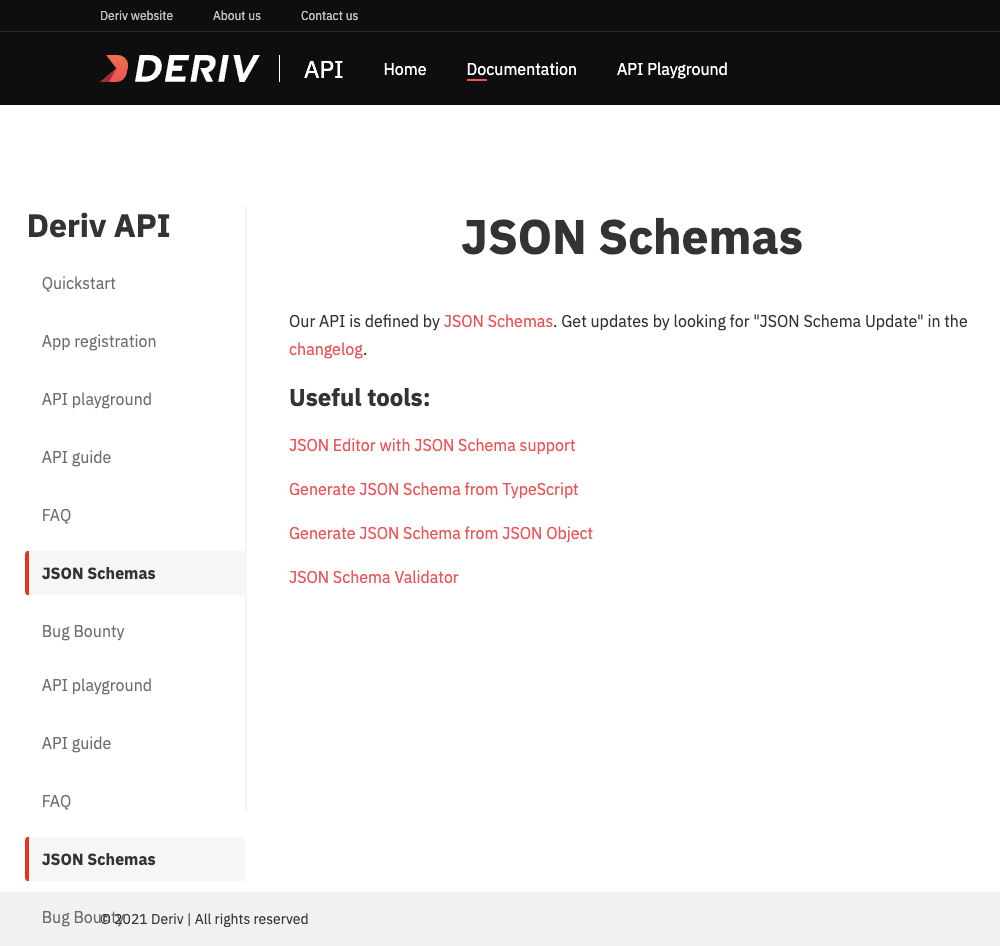 Deriv website About us Contact us
DERIV API Home Documentation API Playground
Deriv API
Quickstart
App registration
API playground
API guide
FAQ
JSON Schemas
Bug Bounty
API playground
API guide
FAQ
JSON Schemas
Bug Bounty
JSON Schemas
Our API is defined by JSON Schemas. Get updates by looking for "JSON Schema Update" in the
changelog.
Useful tools:
JSON Editor with JSON Schema support
Generate JSON Schema from TypeScript
Generate JSON Schema from JSON Object
JSON Schema Validator
© 2021 Deriv | All rights reserved